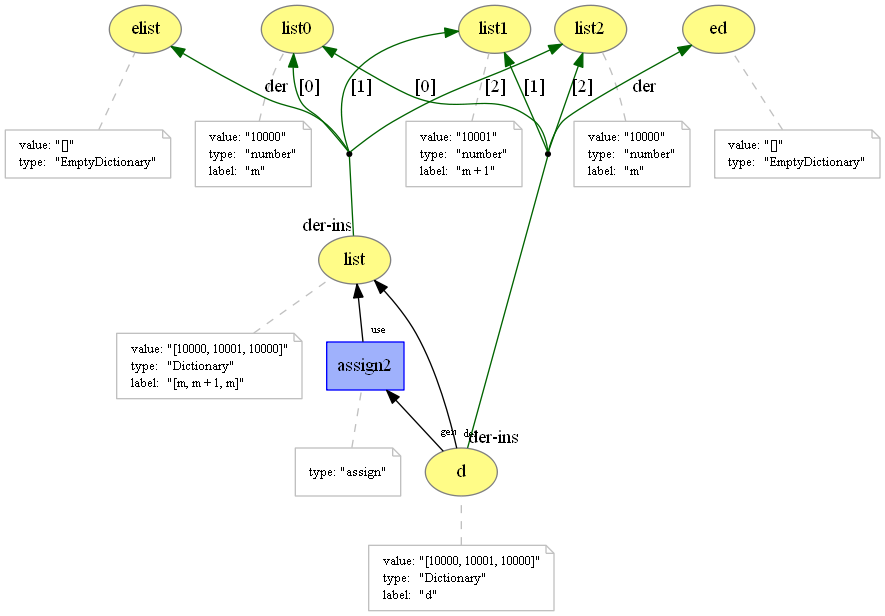 elist
list0
list1
list2
ed
der
[0]
[1]
[0]
[2]
[1]
[2]
der
value: "[]"
type: "EmptyDictionary"
value: "10000"
type: "number"
label: "m"
value: "10001"
type: "number"
label: "m + 1"
value: "10000"
type: "number"
label: "m"
value: "[]"
type: "EmptyDictionary"
der-ins
list
use
value: "[10000, 10001, 10000]"
type: "Dictionary"
label: "[m, m + 1, m]"
assign2
gen
der
der-ins
type: "assign"
d
value: "[10000, 10001, 10000]"
type: "Dictionary"
label: "d"